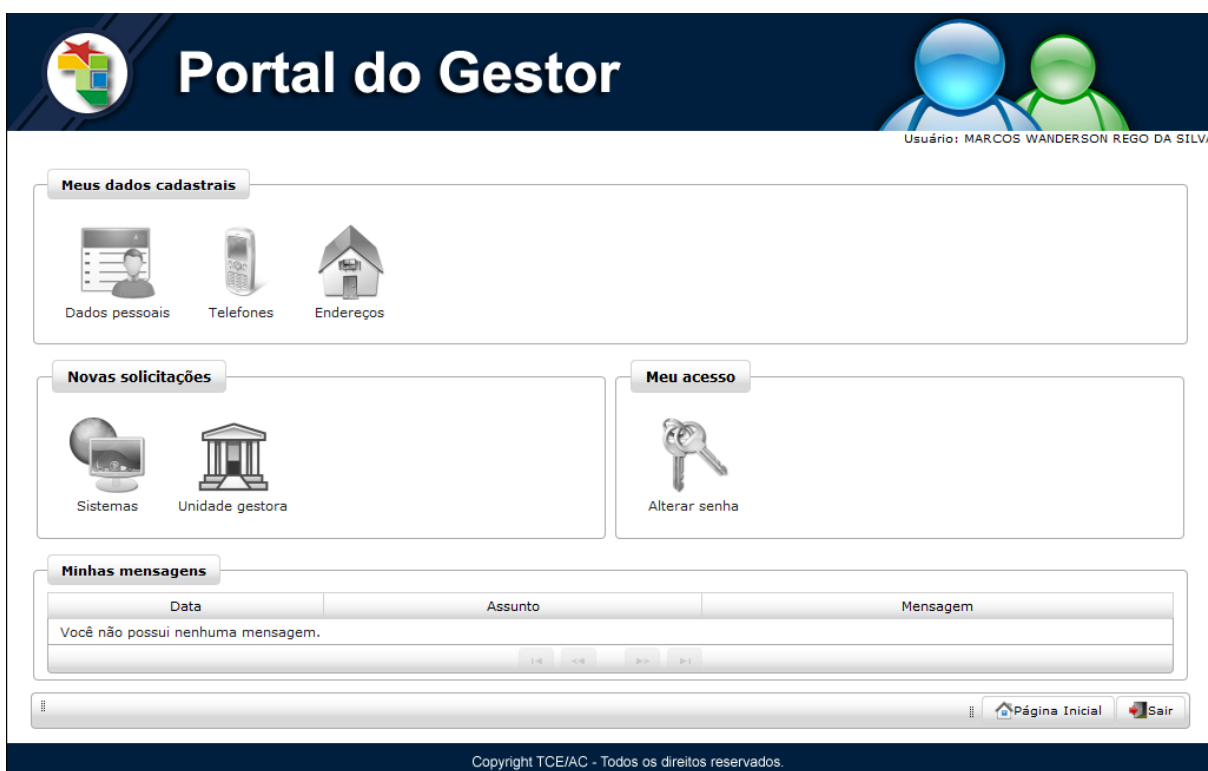 Portal do Gestor
Usuário: MARCOS WANDERSON REGO DA SILVA
Meus dados cadastrais
Dados pessoais Telefones Endereços
Novas solicitações Meu acesso
Sistemas Unidade gestora Alterar senha
Minhas mensagens
Data Assunto Mensagem
Você não possui nenhuma mensagem.
Página Inicial Sair
Copyright TCE/AC - Todos os direitos reservados.